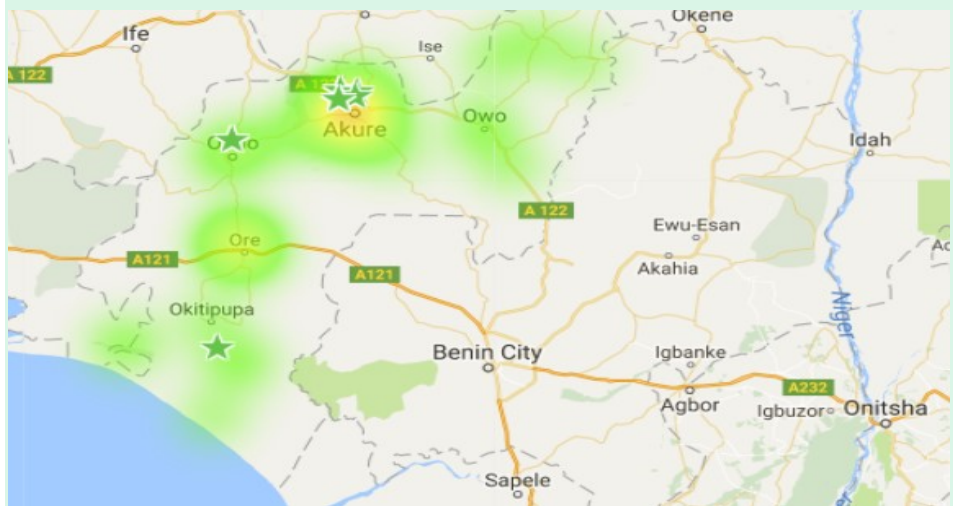 Ife
Okene
Ise
A 122
Owo
Akure
Idah
A 122
Ewu-Esan
Ore
A121
Akahia
A121
Okitipupa
Niger
Benin City
Igbanke
A232
Agbor
Igbuzor
Onitsha
Sapele